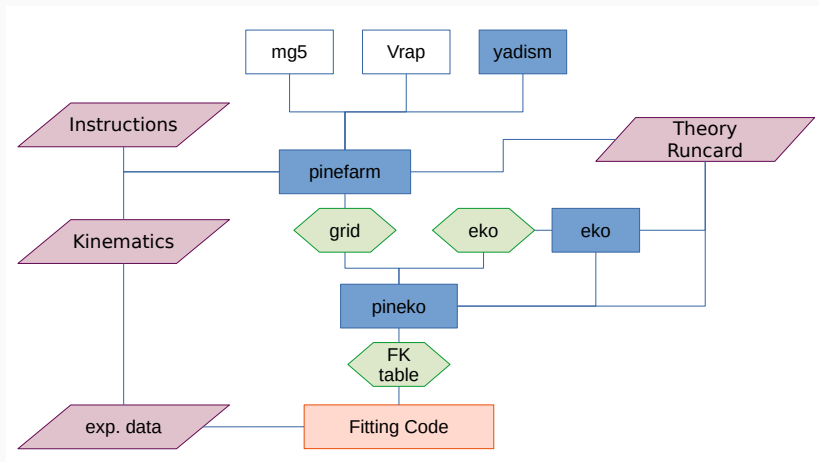 mg5
Vrap
yadism
Instructions
Theory
Runcard
pinefarm
Kinematics
grid
eko
eko
pineko
FK
table
exp. data
Fitting Code